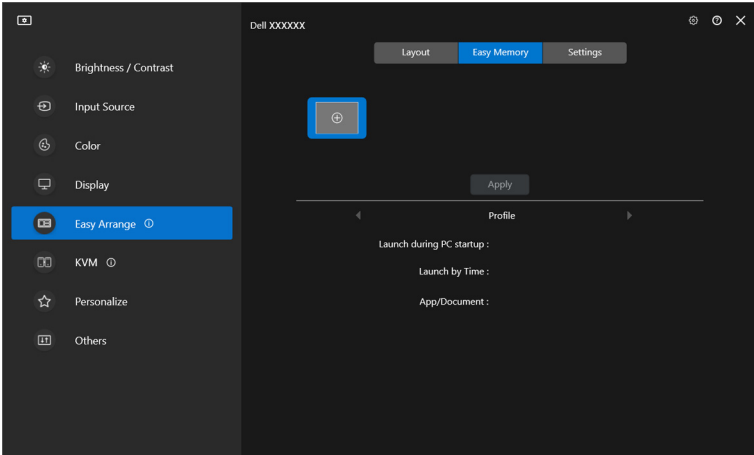 Dell XXXXXX
Layout
Easy Memory
Settings
Brightness / Contrast
Input Source
Color
Display
Easy Arrange
KVM
Personalize
Others
Apply
Profile
Launch during PC startup :
Launch by Time :
App/Document :